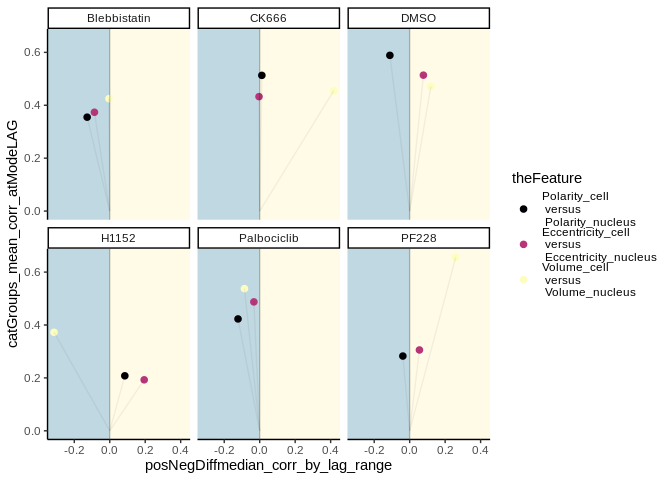 Blebbistatin CK666 DMSO
0.6
0.4
0.2
0.0
H1152 Palbociclib PF228
0.6
0.4
0.2
0.0
-0.2 0.0 0.2 0.4 -0.2 0.0 0.2 0.4 -0.2 0.0 0.2 0.4
posNegDiffmedian_corr_by_lag_range
catGroups_mean_corr_atModeLAG
theFeature
Polarity_cell
versus
Polarity_nucleus
Eccentricity_cell
versus
Eccentricity_nucleus
Volume_cell
versus
Volume_nucleus